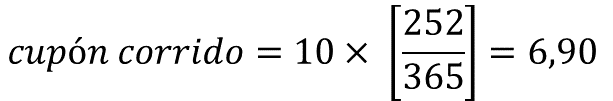 cupón corrido = 10 × [252/365] = 6,90